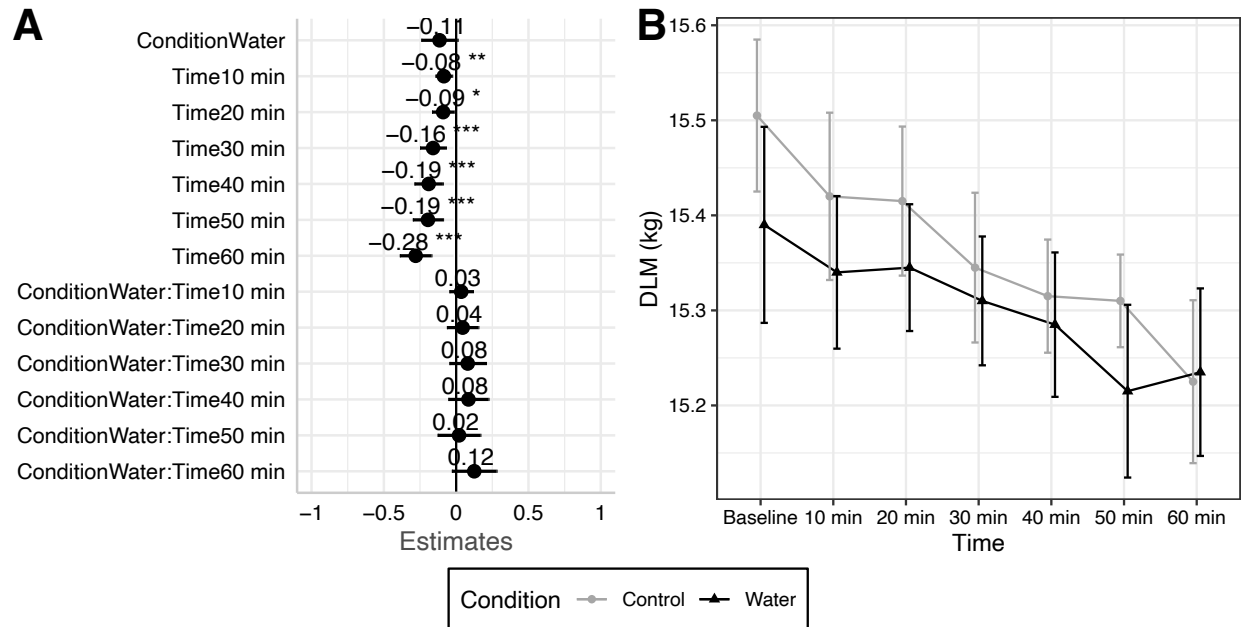 A
ConditionWater −0.11
Time10 min −0.08 **
Time20 min −0.09 *
Time30 min −0.16 ***
Time40 min −0.19 ***
Time50 min −0.19 ***
Time60 min −0.28 ***
ConditionWater:Time10 min 0.03
ConditionWater:Time20 min 0.04
ConditionWater:Time30 min 0.08
ConditionWater:Time40 min 0.08
ConditionWater:Time50 min 0.02
ConditionWater:Time60 min 0.12
−1 −0.5 0 0.5 1
Estimates
B
15.6
15.5
15.4
15.3
15.2
DLM (kg)
Baseline 10 min 20 min 30 min 40 min 50 min 60 min
Time
Condition Control Water